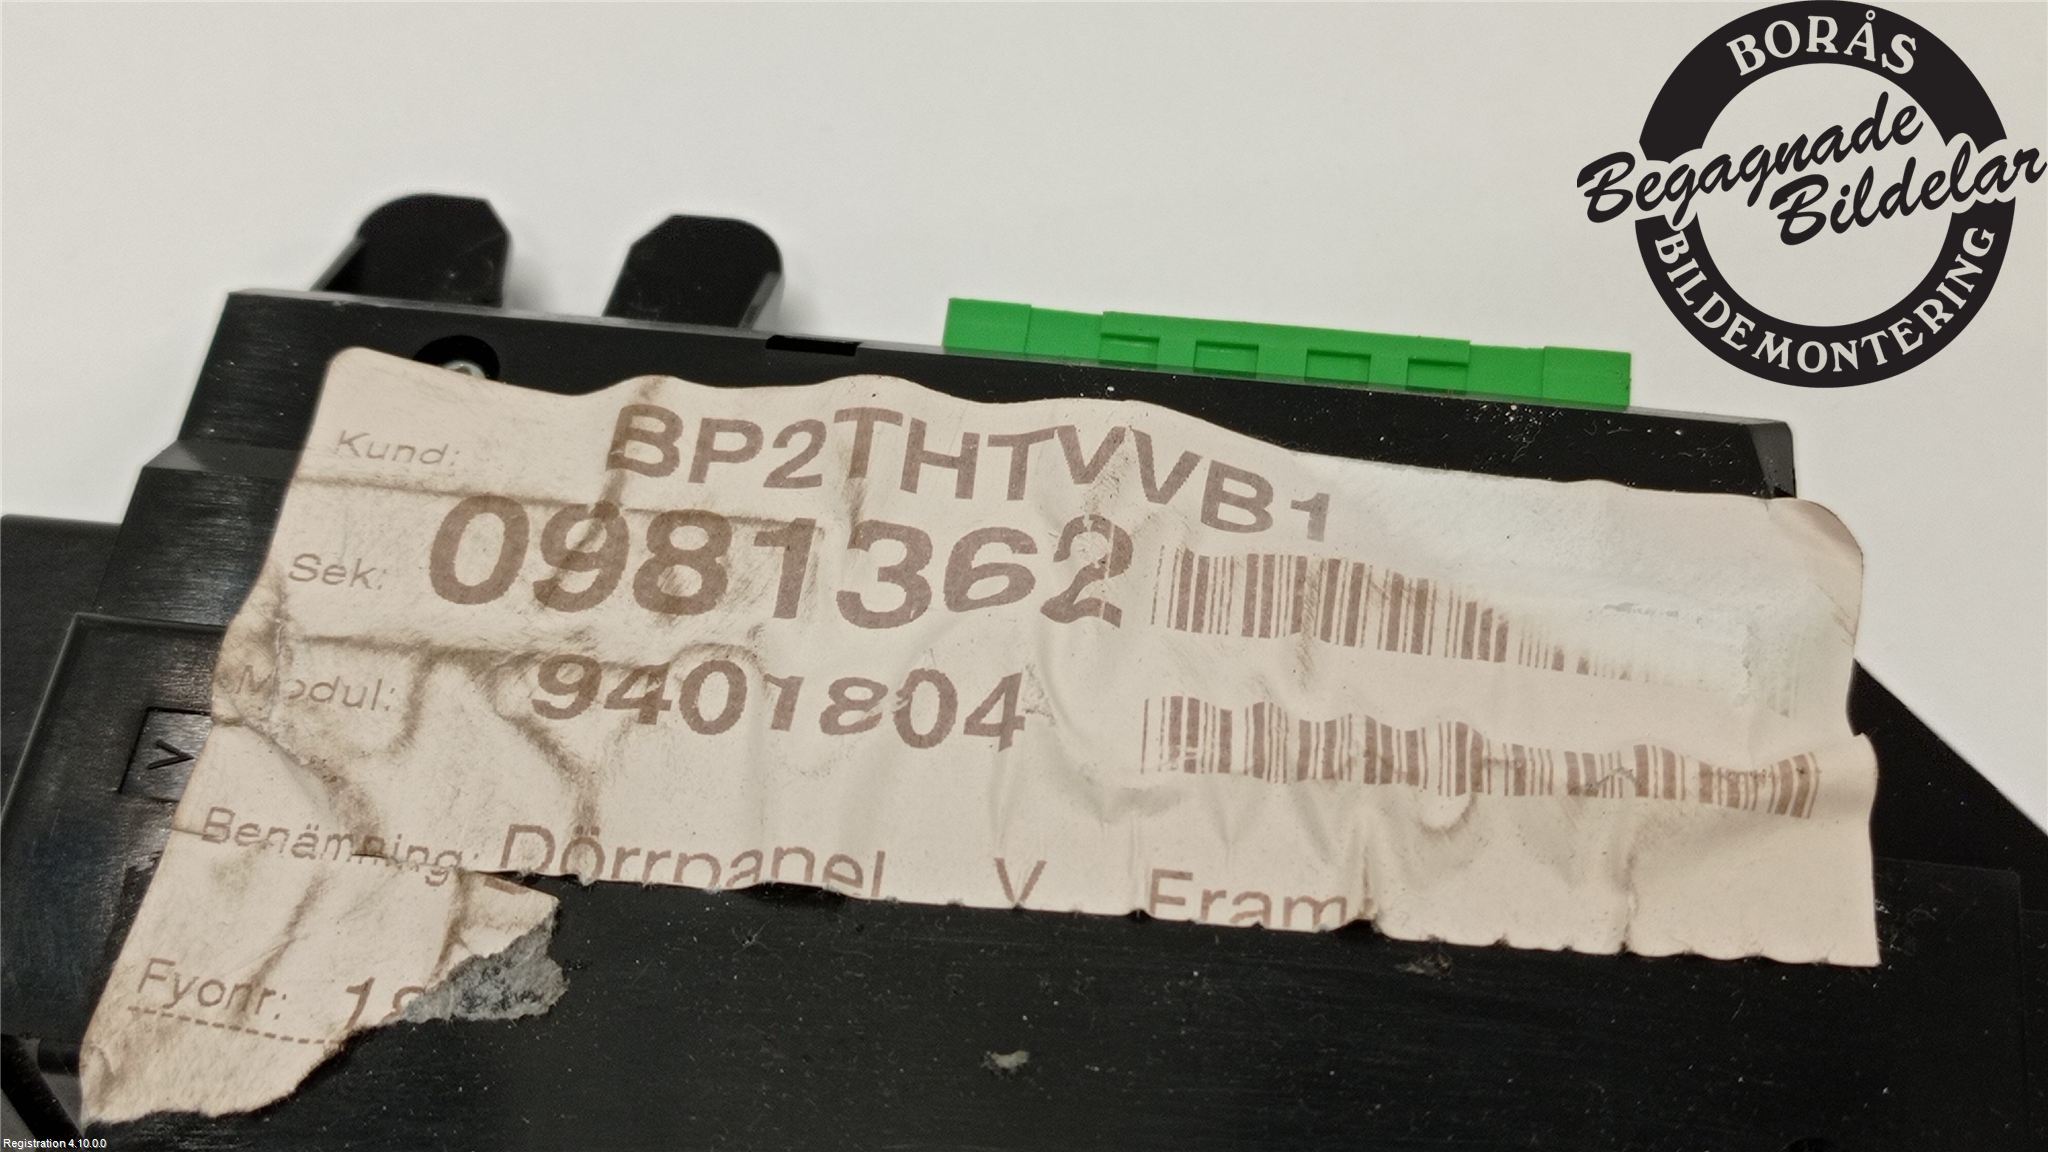 BORÅS
Begagnade
Bildelar
BILDEMONTERING
Kund: BP2THTVVB1
Sek: 0981362
Modul: 9401804
Benämning: Dörrpanel V Fram
Fyonr:
>
Registration 4.10.0.0